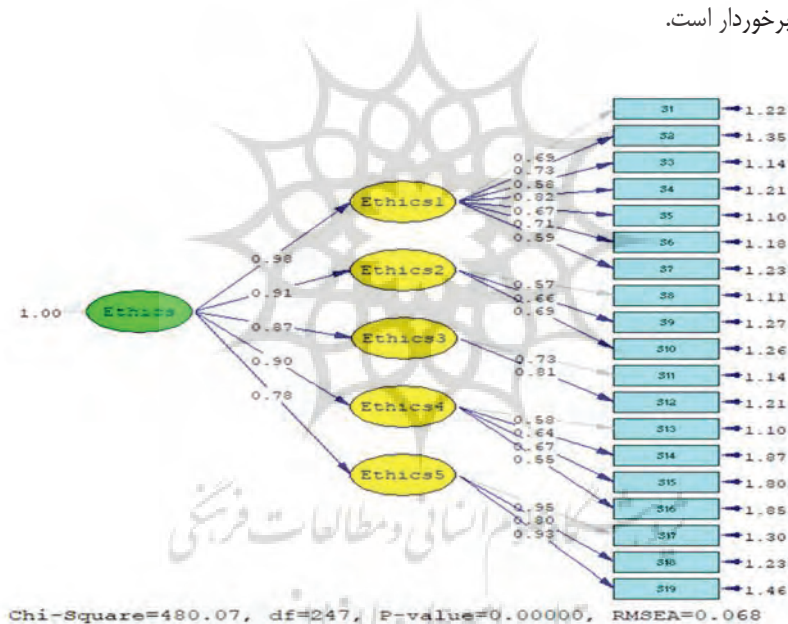 برخوردار است.
S1 1.22
S2 1.35
0.69 S3 1.14
0.73
0.58 S4 1.21
0.82
Ethics1 0.67 S5 1.10
0.71 S6 1.18
0.59
S7 1.23
0.98
Ethics2 0.57 S8 1.11
0.66 S9 1.27
0.91 0.69
1.00 Ethics S10 1.26
0.87 Ethics3 0.73 S11 1.14
0.81
0.90 S12 1.21
0.78 Ethics4 0.58 S13 1.10
0.64 S14 1.87
0.67
0.55 S15 1.80
Ethics5 S16 1.85
0.95 S17 1.30
0.80
0.93 S18 1.23
S19 1.46
علوم انسانی و مطالعات فرهنگی
Chi-Square=480.07, df=247, P-value=0.00000, RMSEA=0.068